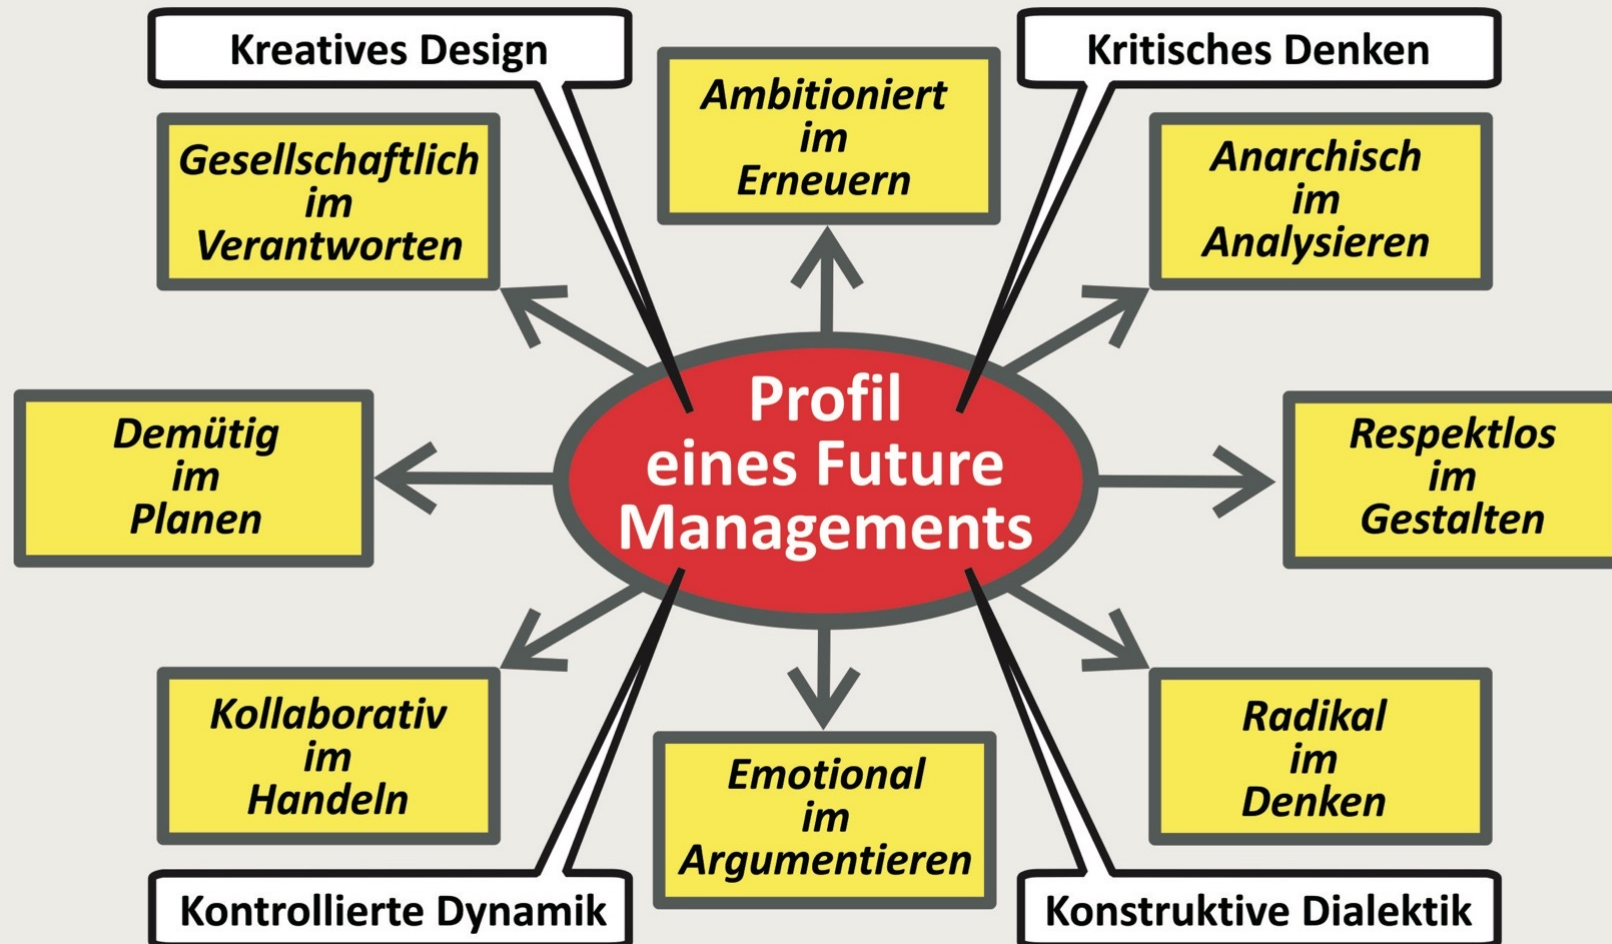 Kreatives Design
Kritisches Denken
Ambitioniert
im
Erneuern
Gesellschaftlich
im
Verantworten
Anarchisch
im
Analysieren
Demütig
im
Planen
Profil
eines Future
Managements
Respektlos
im
Gestalten
Kollaborativ
im
Handeln
Emotional
im
Argumentieren
Radikal
im
Denken
Kontrollierte Dynamik
Konstruktive Dialektik